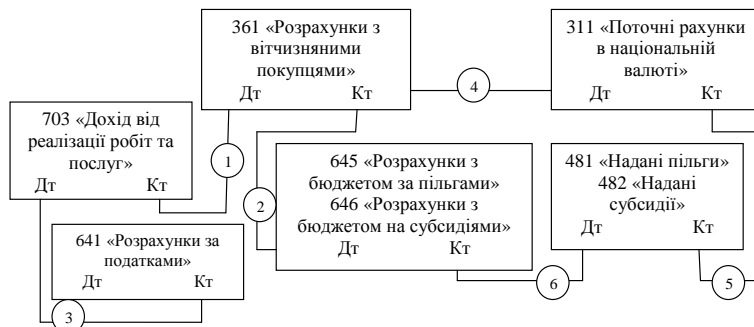 361 «Розрахунки з
вітчизняними
покупцями»
Дт Кт
311 «Поточні рахунки
в національній
валюті»
Дт Кт
4
703 «Дохід від
реалізації робіт та
послуг»
Дт Кт
1
645 «Розрахунки з
бюджетом за пільгами»
646 «Розрахунки з
бюджетом на субсидіями»
Дт Кт
2
481 «Надані пільги»
482 «Надані
субсидії»
Дт Кт
641 «Розрахунки за
податками»
Дт Кт
3
6
5